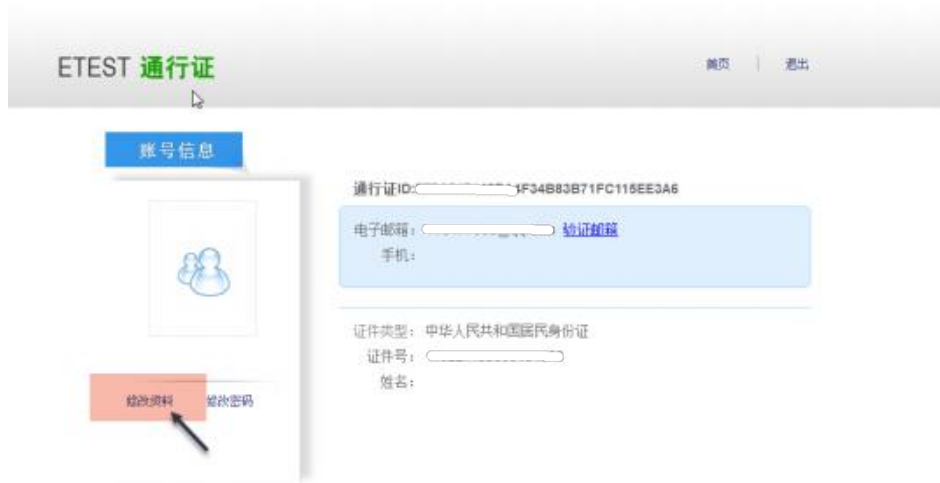 ETEST 通行证
首页 | 退出
账号信息
通行证ID:
4F34B83B71FC115EE3A6
电子邮箱: 验证邮箱
手机:
证件类型: 中华人民共和国居民身份证
证件号:
姓名:
修改资料 修改密码